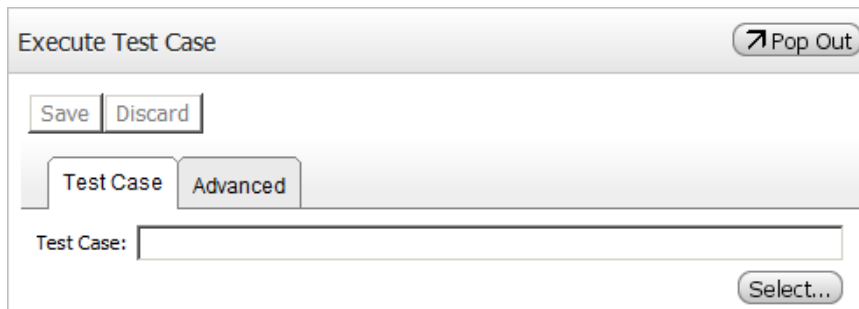 Execute Test Case Pop Out
Save Discard
Test Case Advanced
Test Case:
Select...